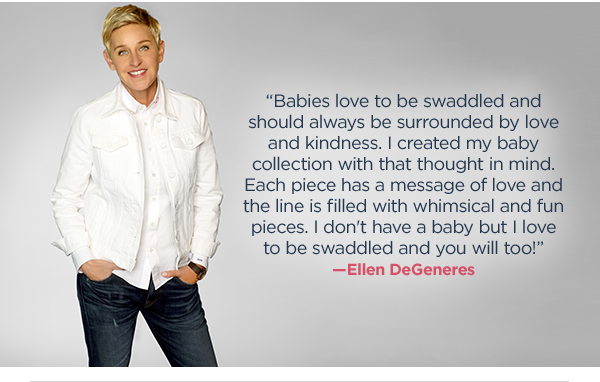 “Babies love to be swaddled and
should always be surrounded by love
and kindness. I created my baby
collection with that thought in mind.
Each piece has a message of love and
the line is filled with whimsical and fun
pieces. I don't have a baby but I love
to be swaddled and you will too!”
—Ellen DeGeneres